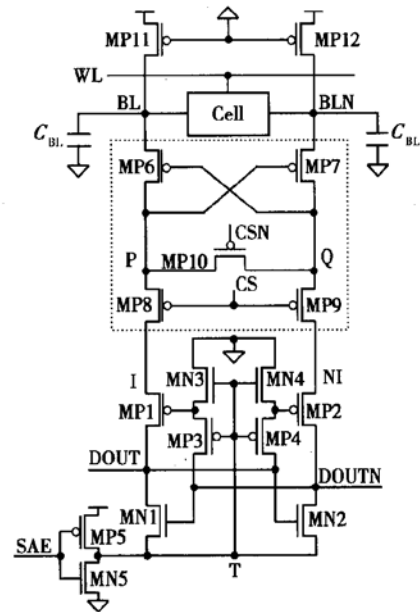 MP11 MP12
WL
BL BLN
Cell
C_BL C_BL
MP6 MP7
CSN
P MP10 Q
CS
MP8 MP9
I NI
MN3 MN4
MP1 MP2
MP3 MP4
DOUT DOUTN
MN1 MN2
MP5
SAE
MN5
T